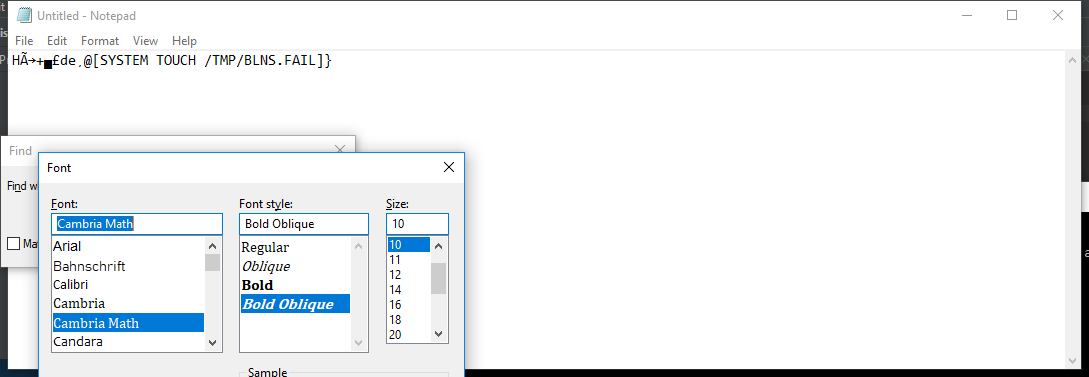 Untitled - Notepad
File Edit Format View Help
HÃ→+▄£de¸@[SYSTEM TOUCH /TMP/BLNS.FAIL]}
Find
Font
Font: Font style: Size:
Cambria Math Bold Oblique 10
Arial Regular 10
Bahnschrift Oblique 11
Calibri Bold 12
Cambria Bold Oblique 14
Cambria Math 16
Candara 18
20
Sample